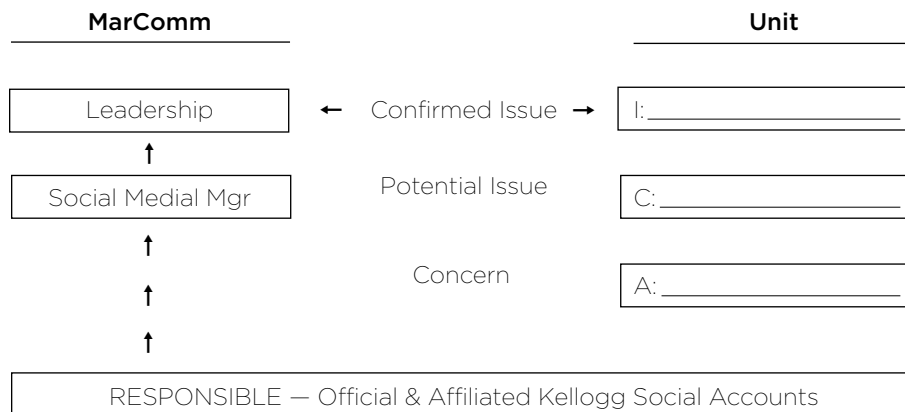 MarComm
Unit
Leadership
Confirmed Issue
I:
Social Medial Mgr
Potential Issue
C:
Concern
A:
RESPONSIBLE — Official & Affiliated Kellogg Social Accounts